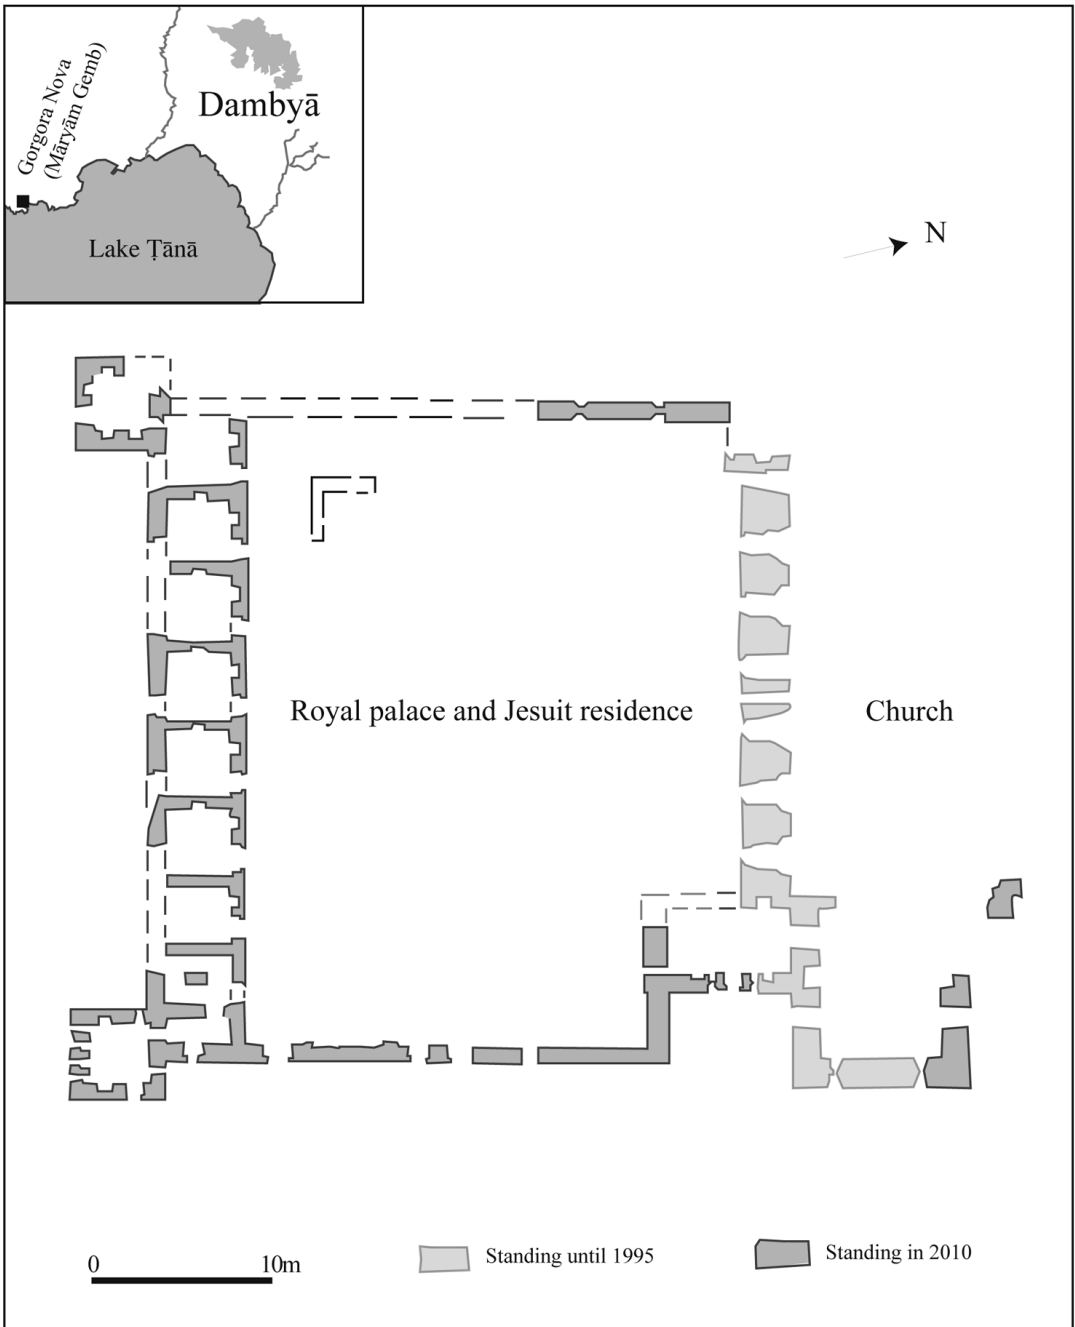 Gorgora Nova
(Māryām Gemb)
Dambyā
Lake Ṭānā
N
Royal palace and Jesuit residence
Church
0
10m
Standing until 1995
Standing in 2010